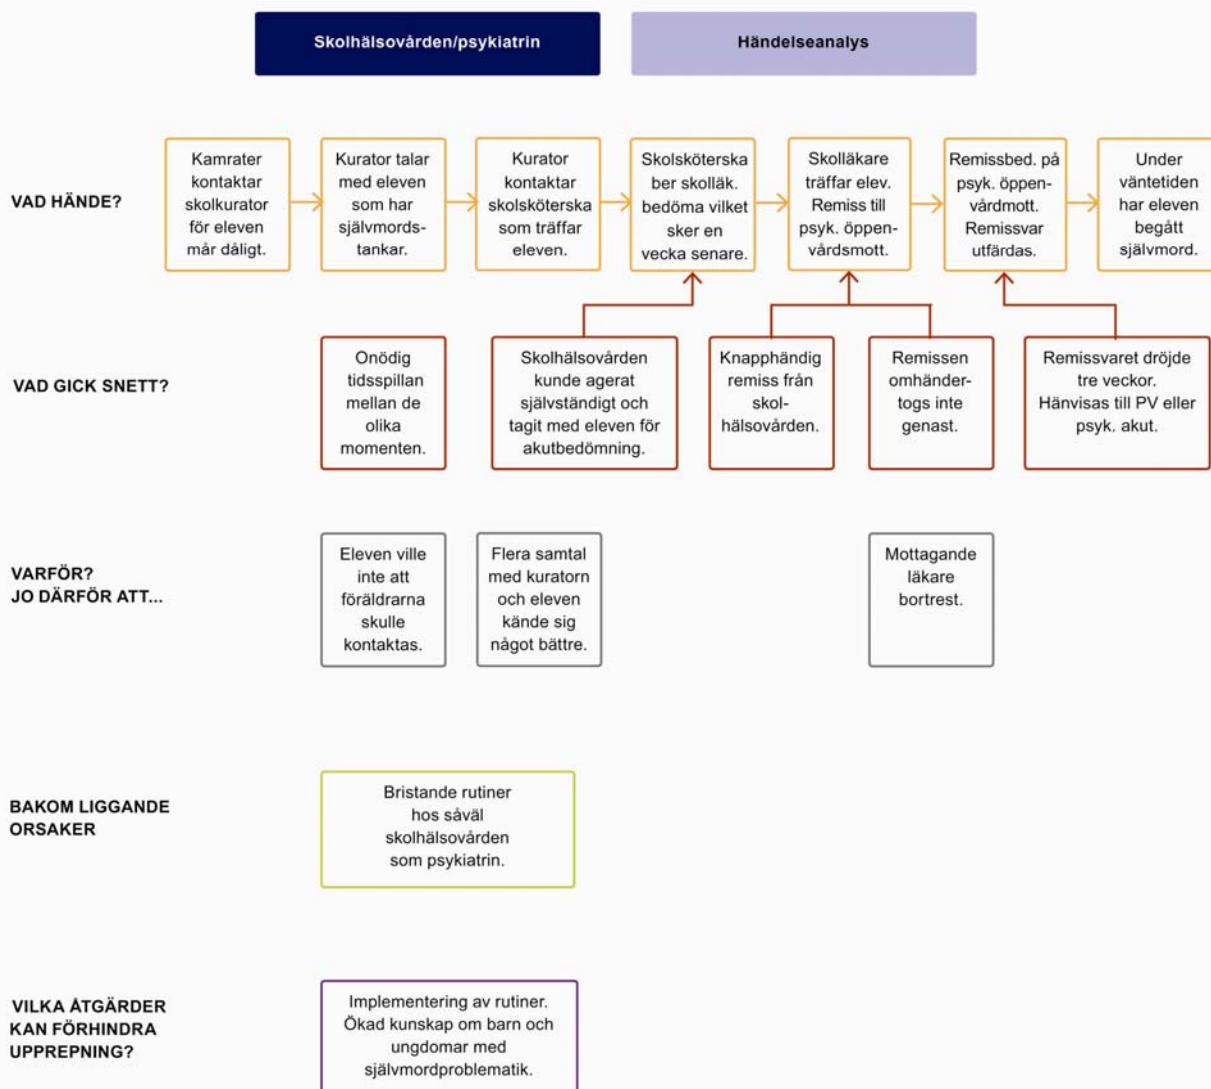 Skolhälsovården/psykiatrin
Händelseanalys
VAD HÄNDE?
Kamrater
kontaktar
skolkurator
för eleven
mår dåligt.
Kurator talar
med eleven
som har
självmords-
tankar.
Kurator
kontaktar
skolsköterska
som träffar
eleven.
Skolsköterska
ber skolläk.
bedöma vilket
sker en
vecka senare.
Skolläkare
träffar elev.
Remiss till
psyk. öppen-
vårdsmott.
Remissbed. på
psyk. öppen-
vårdmott.
Remissvar
utfärdas.
Under
väntetiden
har eleven
begått
självmord.
VAD GICK SNETT?
Onödig
tidsspillan
mellan de
olika
momenten.
Skolhälsovården
kunde agerat
självständigt och
tagit med eleven för
akutbedömning.
Knapphändig
remiss från
skol-
hälsovården.
Remissen
omhänder-
togs inte
genast.
Remissvaret dröjde
tre veckor.
Hänvisas till PV eller
psyk. akut.
VARFÖR?
JO DÄRFÖR ATT...
Eleven ville
inte att
föräldrarna
skulle
kontaktas.
Flera samtal
med kuratorn
och eleven
kände sig
något bättre.
Mottagande
läkare
bortrest.
BAKOM LIGGANDE
ORSAKER
Bristande rutiner
hos såväl
skolhälsovården
som psykiatrin.
VILKA ÅTGÄRDER
KAN FÖRHINDRA
UPPREPNING?
Implementering av rutiner.
Ökad kunskap om barn och
ungdomar med
självmordproblematik.